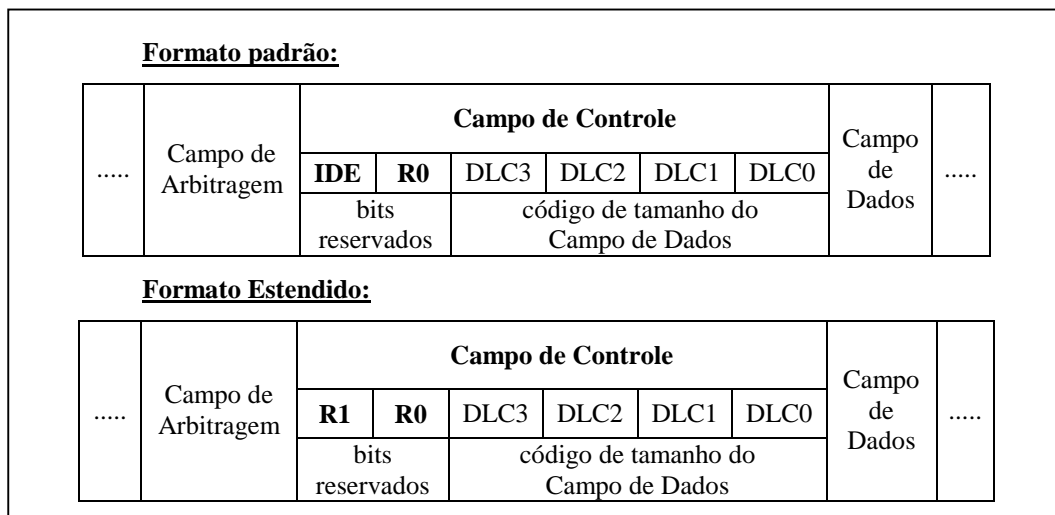 Formato padrão:
.....
Campo de
Arbitragem
Campo de Controle
IDE R0 DLC3 DLC2 DLC1 DLC0
bits
reservados
código de tamanho do
Campo de Dados
Campo
de
Dados
.....
Formato Estendido:
.....
Campo de
Arbitragem
Campo de Controle
R1 R0 DLC3 DLC2 DLC1 DLC0
bits
reservados
código de tamanho do
Campo de Dados
Campo
de
Dados
.....